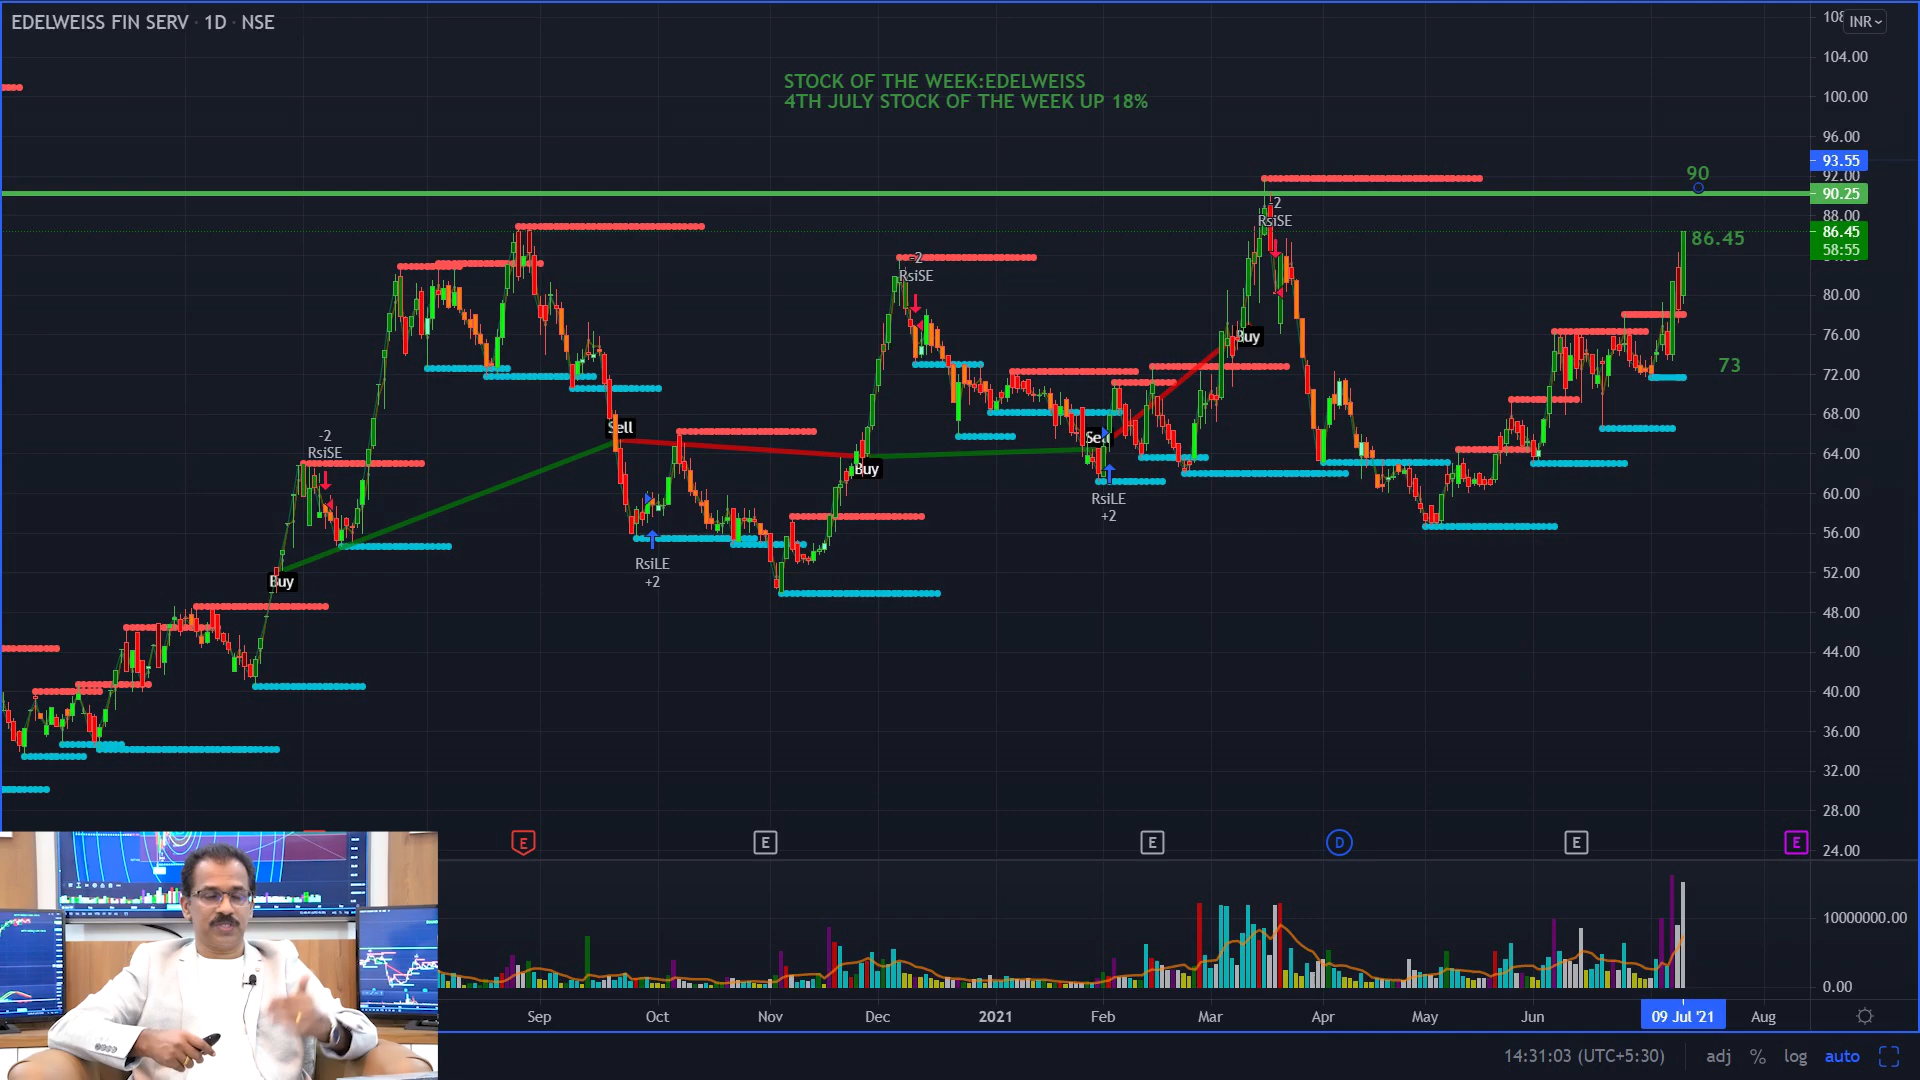 EDELWEISS FIN SERV · 1D · NSE
INR
STOCK OF THE WEEK:EDELWEISS
4TH JULY STOCK OF THE WEEK UP 18%
104.00
100.00
96.00
93.55
92.00
90.25
88.00
86.45
58:55
80.00
76.00
72.00
68.00
64.00
60.00
56.00
52.00
48.00
44.00
40.00
36.00
32.00
28.00
24.00
90
86.45
73
-2
RsiSE
-2
RsiSE
-2
RsiSE
Buy
Sell
Buy
Sell
Buy
RsiLE
+2
RsiLE
+2
E
E
E
D
E
E
10000000.00
0.00
Sep
Oct
Nov
Dec
2021
Feb
Mar
Apr
May
Jun
09 Jul '21
Aug
14:31:03 (UTC+5:30)
adj
%
log
auto